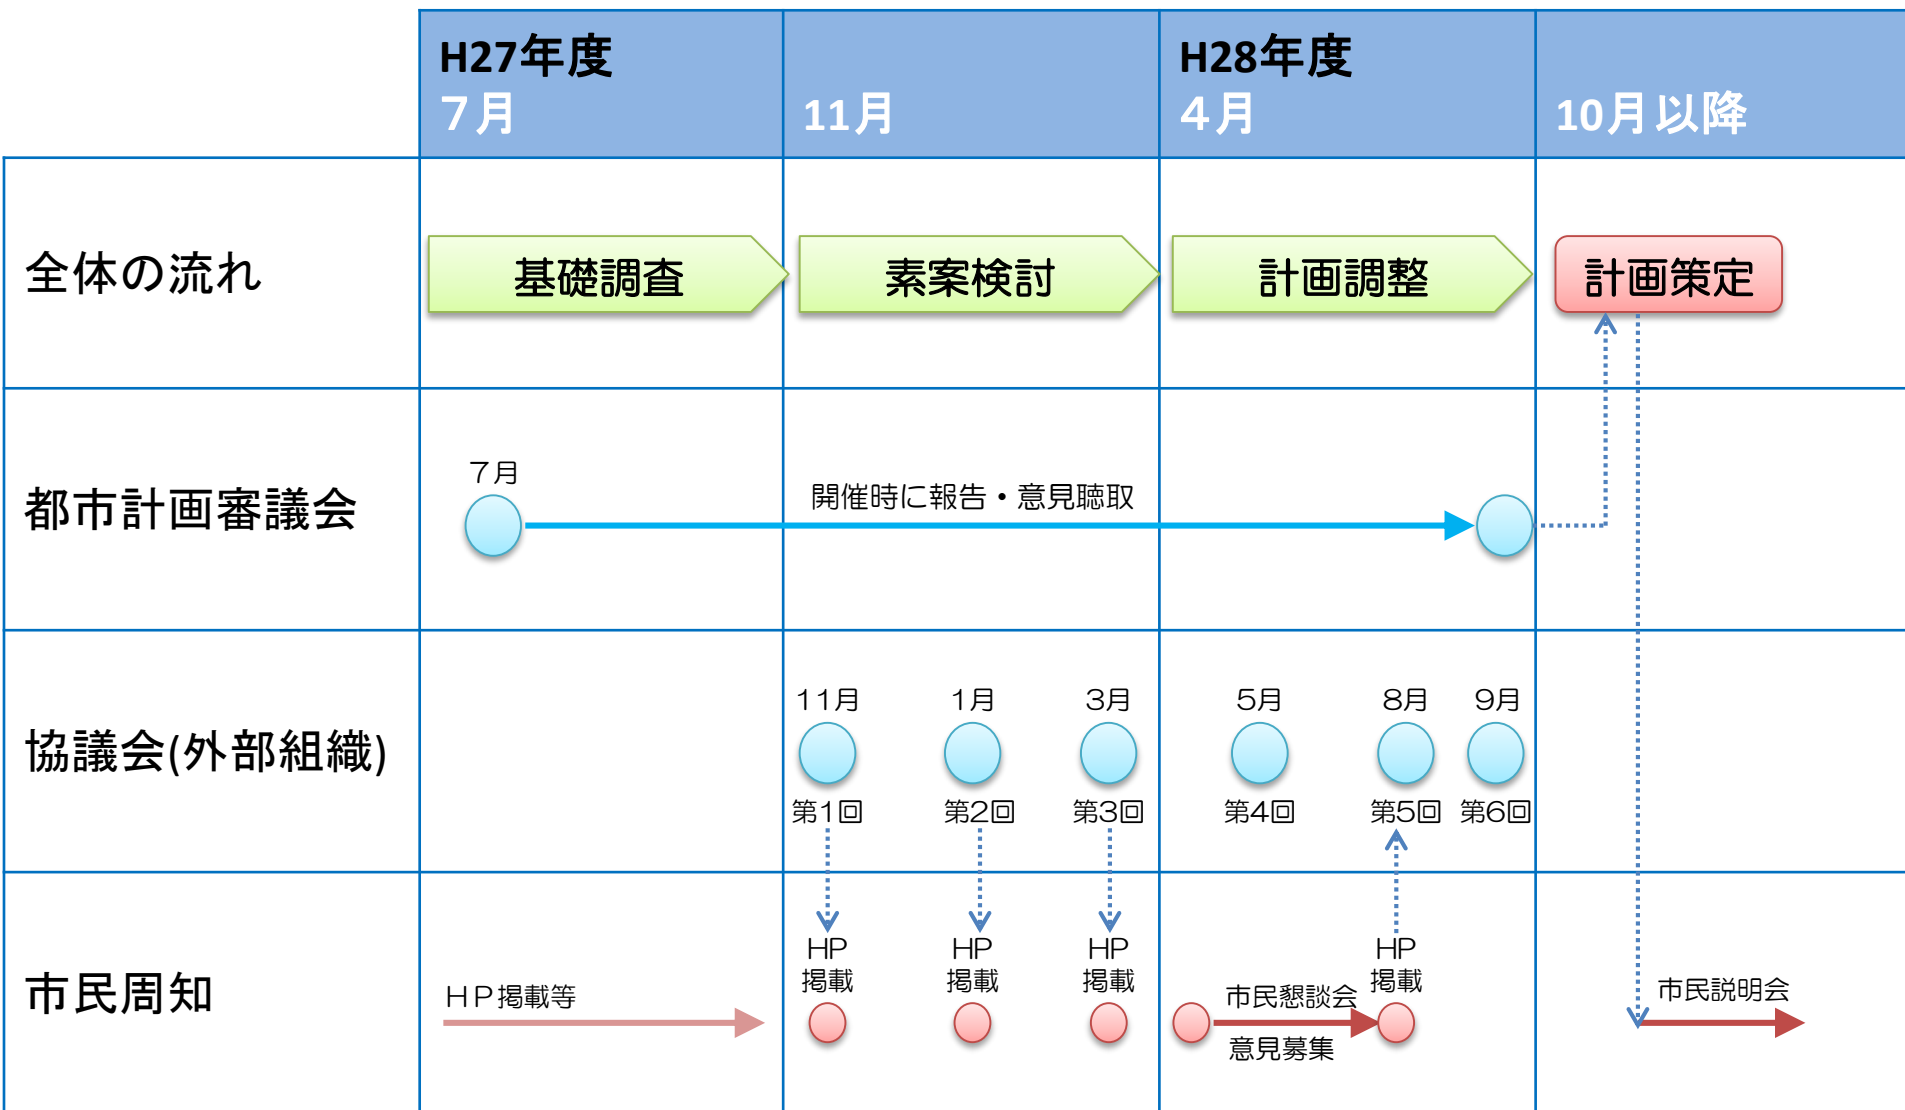 H27年度
７月
11月
H28年度
４月
10月以降
全体の流れ
基礎調査
素案検討
計画調整
計画策定
都市計画審議会
７月
開催時に報告・意見聴取
協議会(外部組織)
11月
1月
3月
5月
8月
9月
第1回
第2回
第3回
第4回
第5回
第6回
市民周知
ＨＰ掲載等
HP
掲載
HP
掲載
HP
掲載
市民懇談会
意見募集
HP
掲載
市民説明会